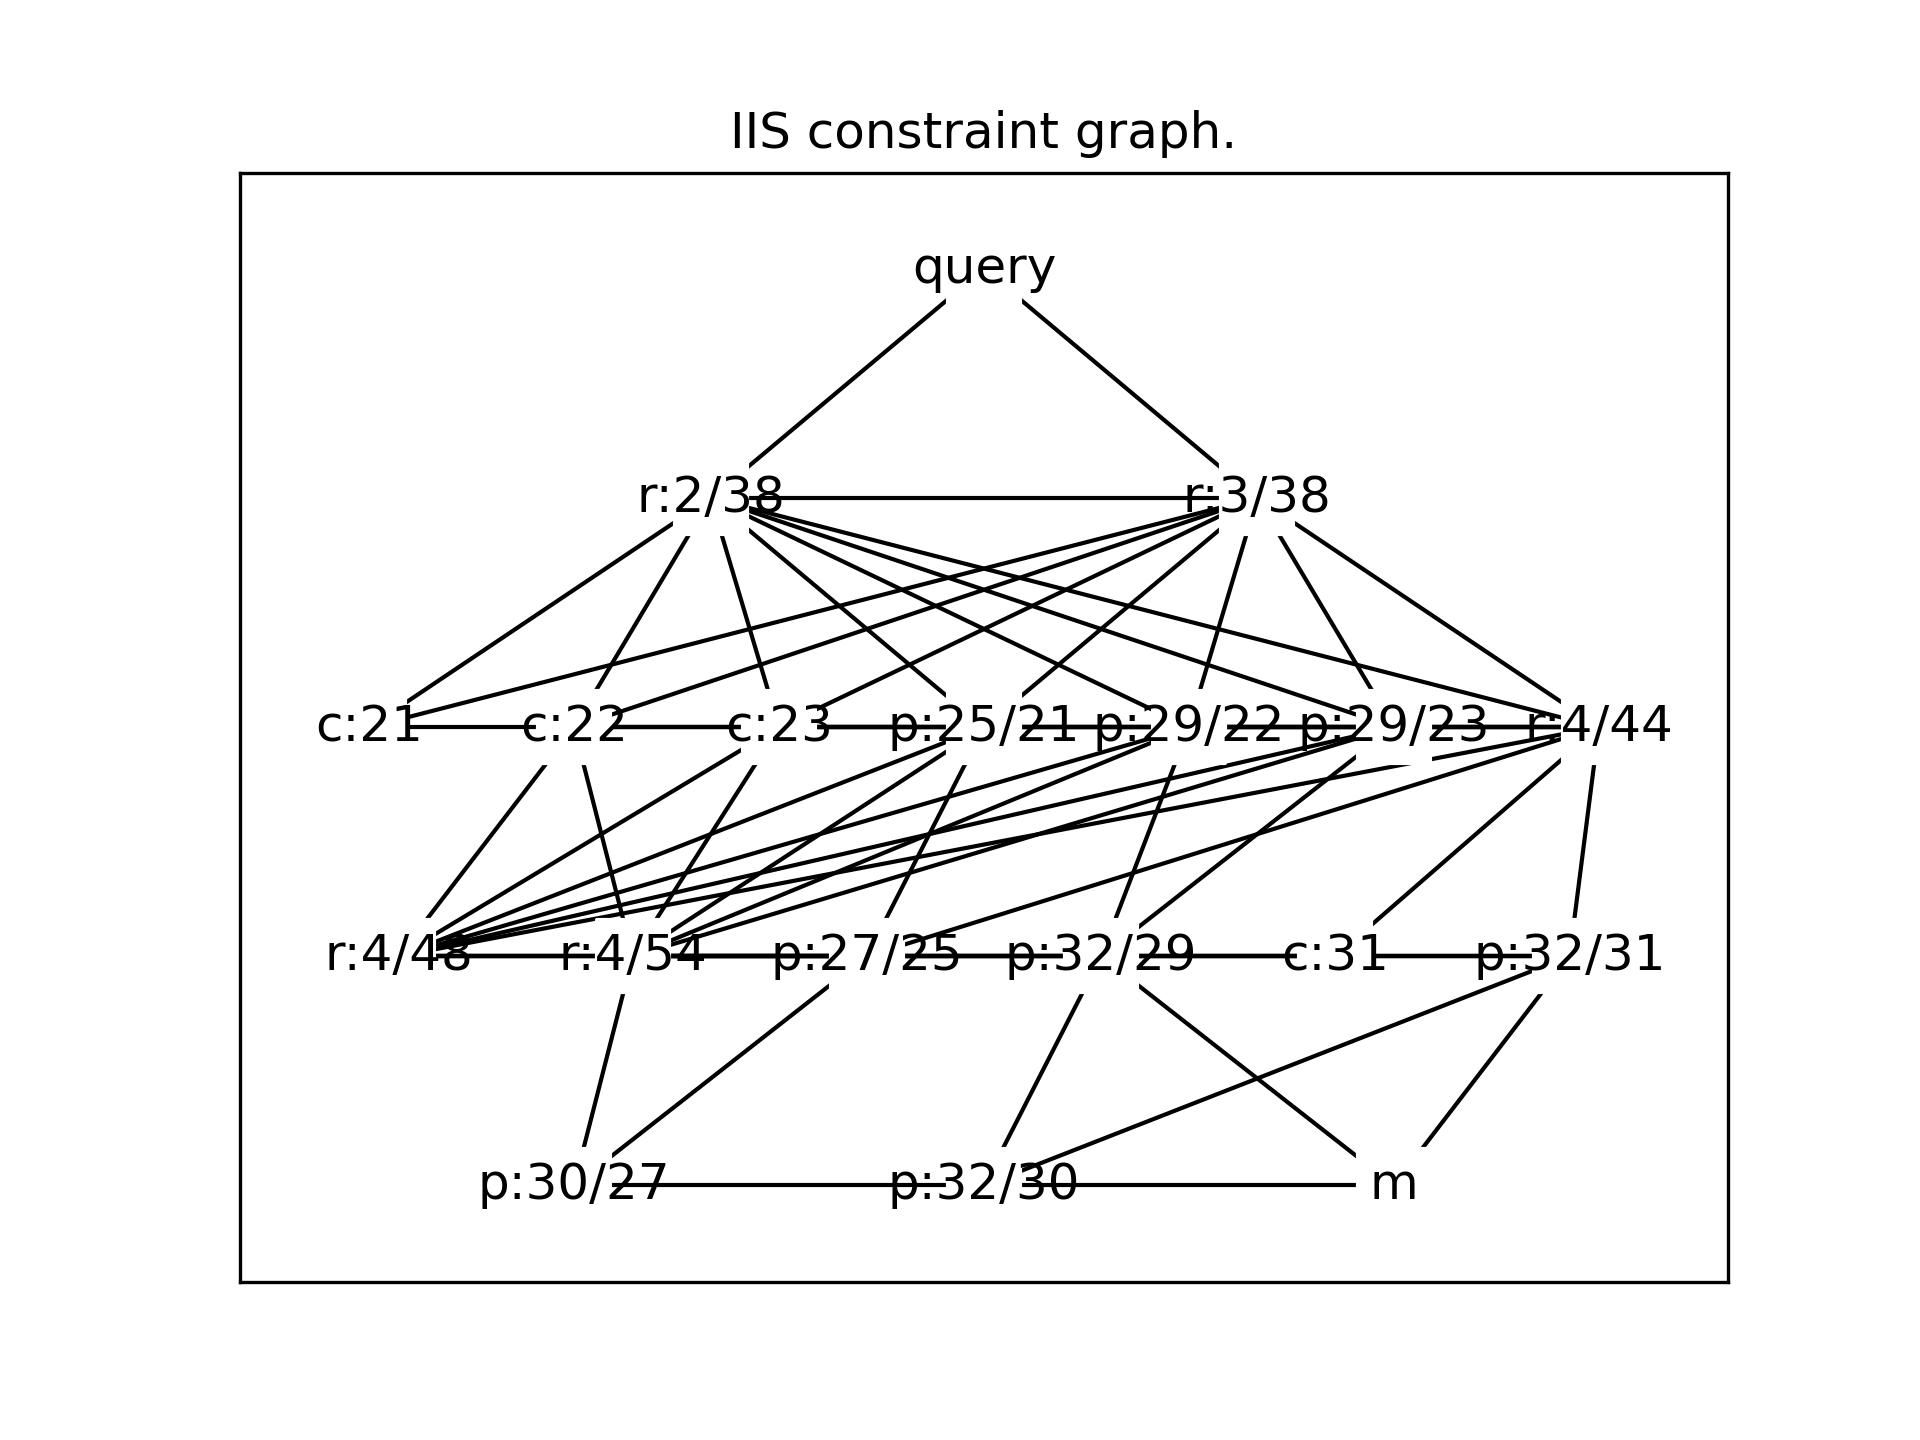 IIS constraint graph.
query
r:2/38 r:3/38
c:21 c:22 c:23 p:25/21 p:29/22 p:29/23 r:4/44
r:4/48 r:4/54 p:27/25 p:32/29 c:31 p:32/31
p:30/27 p:32/30 m